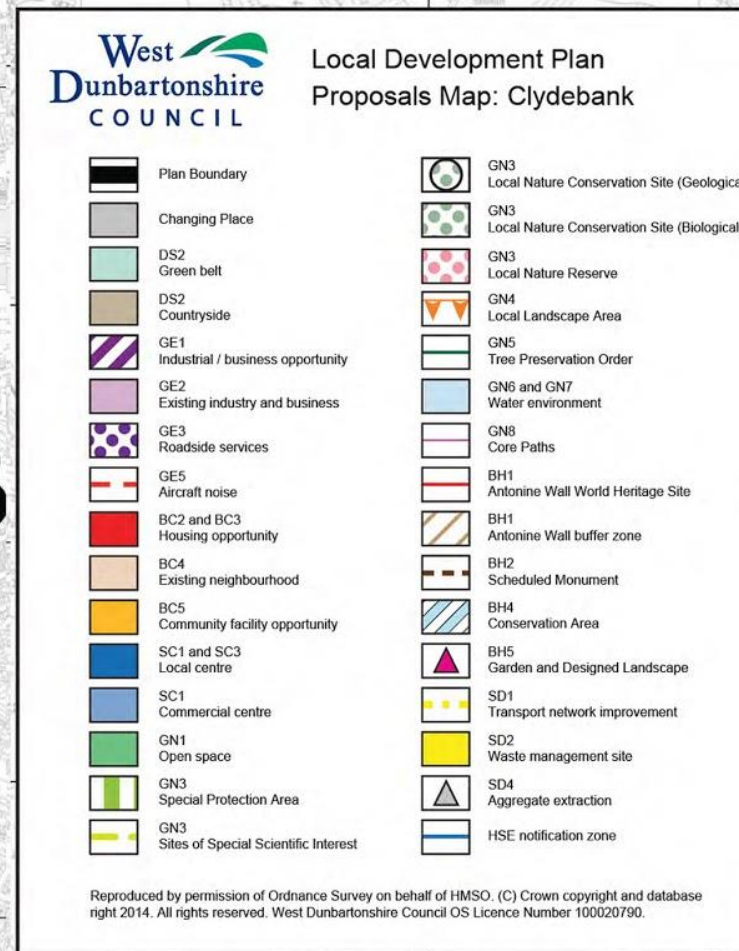 West
Dunbartonshire
COUNCIL
Local Development Plan
Proposals Map: Clydebank
Plan Boundary
Changing Place
DS2
Green belt
DS2
Countryside
GE1
Industrial / business opportunity
GE2
Existing industry and business
GE3
Roadside services
GE5
Aircraft noise
BC2 and BC3
Housing opportunity
BC4
Existing neighbourhood
BC5
Community facility opportunity
SC1 and SC3
Local centre
SC1
Commercial centre
GN1
Open space
GN3
Special Protection Area
GN3
Sites of Special Scientific Interest
GN3
Local Nature Conservation Site (Geologica
GN3
Local Nature Conservation Site (Biological
GN3
Local Nature Reserve
GN4
Local Landscape Area
GN5
Tree Preservation Order
GN6 and GN7
Water environment
GN8
Core Paths
BH1
Antonine Wall World Heritage Site
BH1
Antonine Wall buffer zone
BH2
Scheduled Monument
BH4
Conservation Area
BH5
Garden and Designed Landscape
SD1
Transport network improvement
SD2
Waste management site
SD4
Aggregate extraction
HSE notification zone
Reproduced by permission of Ordnance Survey on behalf of HMSO. (C) Crown copyright and database
right 2014. All rights reserved. West Dunbartonshire Council OS Licence Number 100020790.